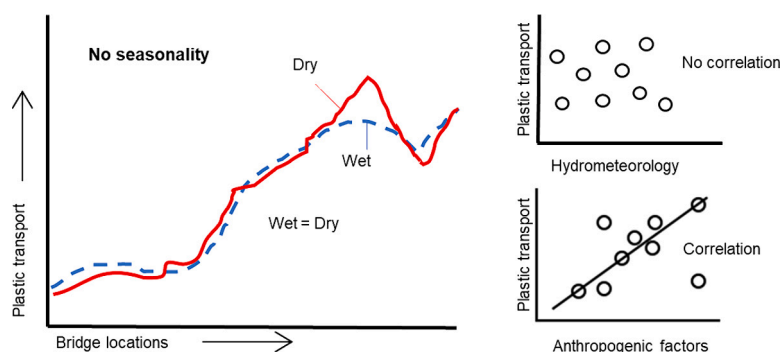 No seasonality
Dry
Wet
Wet = Dry
Plastic transport
Bridge locations
Plastic transport
No correlation
Hydrometeorology
Plastic transport
Correlation
Anthropogenic factors